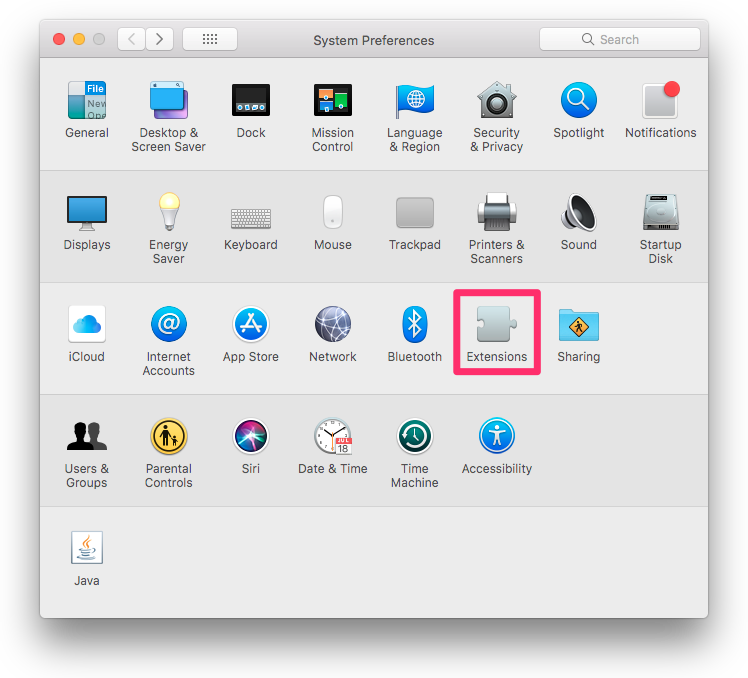 System Preferences
Search
File
New
Ope
General
Desktop &
Screen Saver
Dock
Mission
Control
Language
& Region
Security
& Privacy
Spotlight
Notifications
Displays
Energy
Saver
Keyboard
Mouse
Trackpad
Printers &
Scanners
Sound
Startup
Disk
iCloud
Internet
Accounts
App Store
Network
Bluetooth
Extensions
Sharing
JUL
18
Users &
Groups
Parental
Controls
Siri
Date & Time
Time
Machine
Accessibility
Java